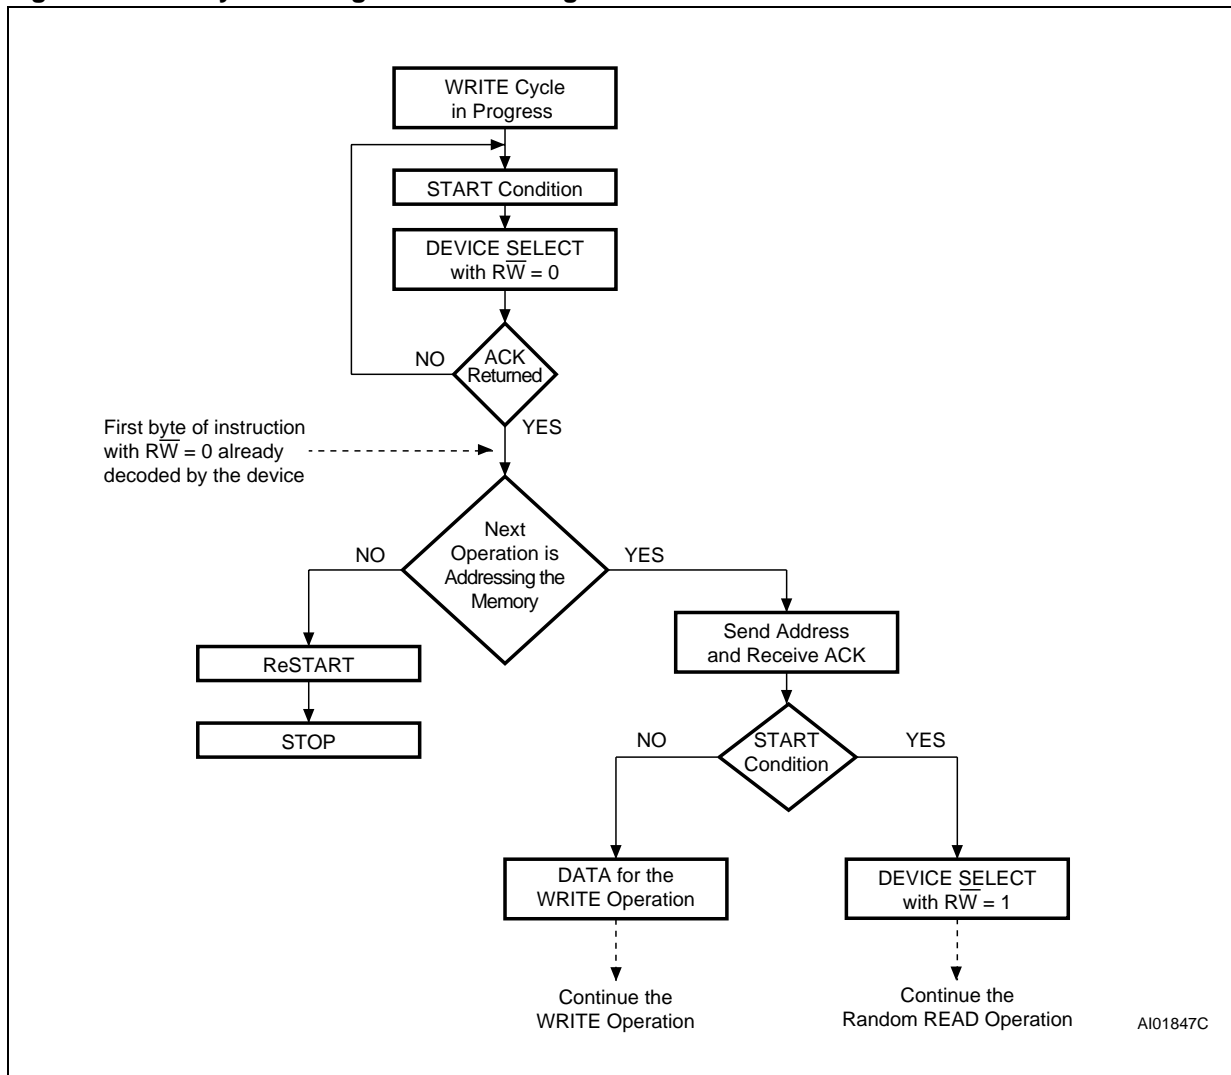 WRITE Cycle
in Progress
START Condition
DEVICE SELECT
with RW̅ = 0
NO
ACK
Returned
YES
First byte of instruction
with RW̅ = 0 already
decoded by the device
Next
Operation is
Addressing the
Memory
NO
YES
Send Address
and Receive ACK
ReSTART
STOP
NO
START
Condition
YES
DATA for the
WRITE Operation
DEVICE SELECT
with RW̅ = 1
Continue the
WRITE Operation
Continue the
Random READ Operation
AI01847C